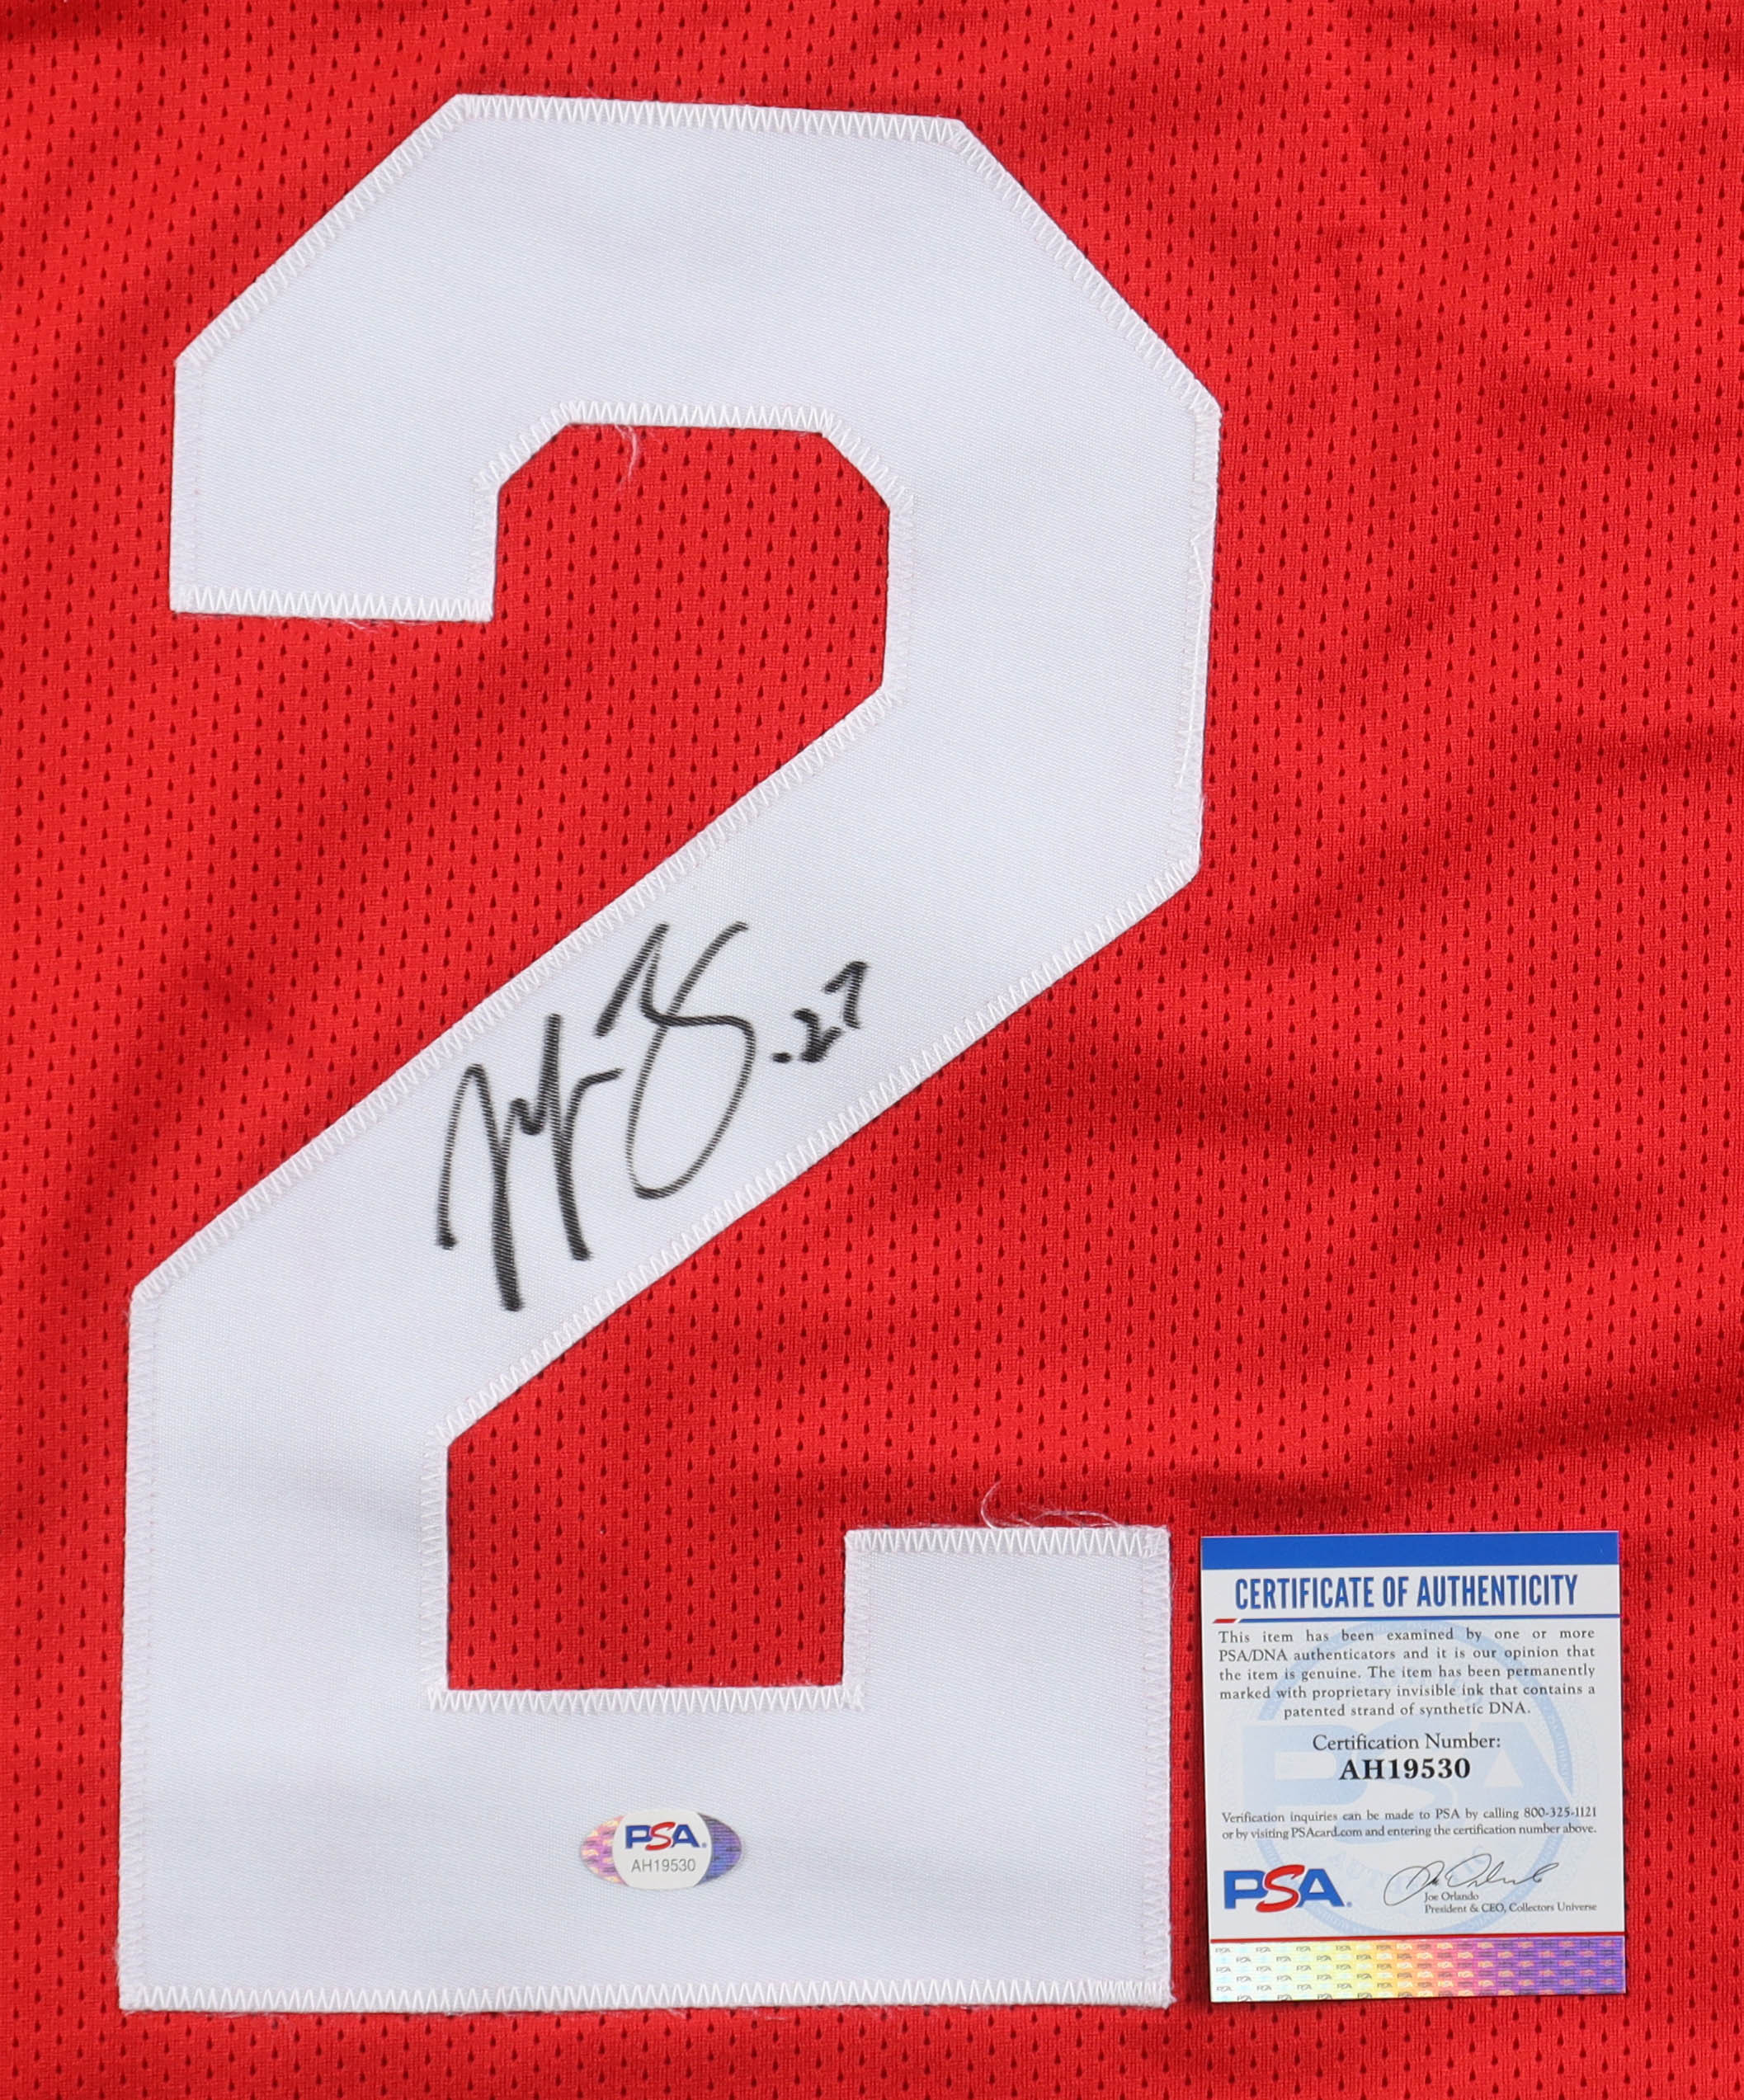 2
.27
PSA
AH19530
CERTIFICATE OF AUTHENTICITY
This item has been examined by one or more
PSA/DNA authenticators and it is our opinion that
the item is genuine. The item has been permanently
marked with proprietary invisible ink that contains a
patented strand of synthetic DNA.
Certification Number:
AH19530
Verification inquiries can be made to PSA by calling 800-325-1121
or by visiting PSAcard.com and entering the certification number above.
PSA.
Joe Orlando
President & CEO, Collectors Universe